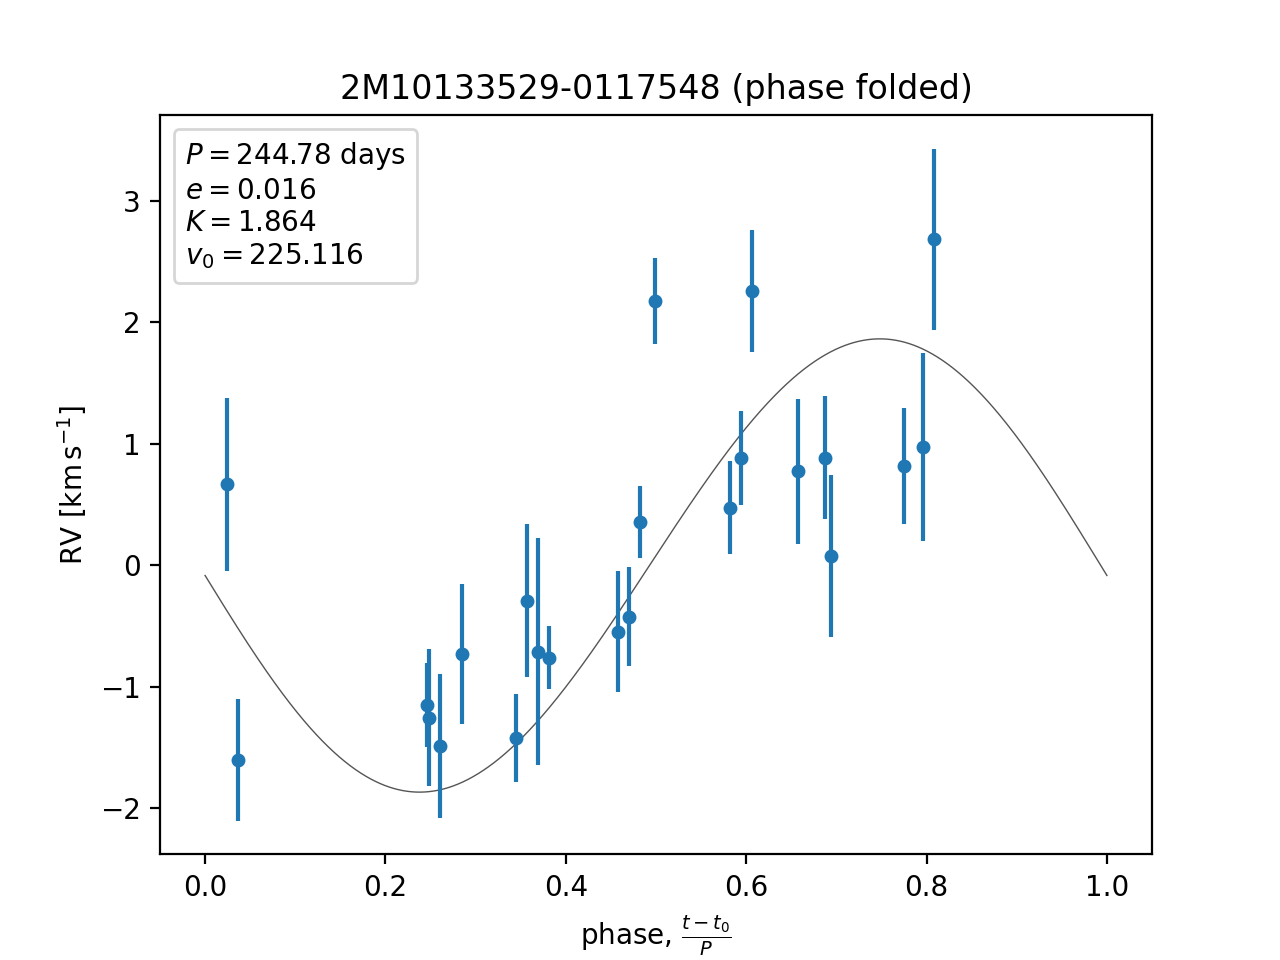 2M10133529-0117548 (phase folded)
P = 244.78 days
e = 0.016
K = 1.864
v₀ = 225.116
3
2
1
0
−1
−2
RV [km s⁻¹]
0.0 0.2 0.4 0.6 0.8 1.0
phase, (t − t₀)/P